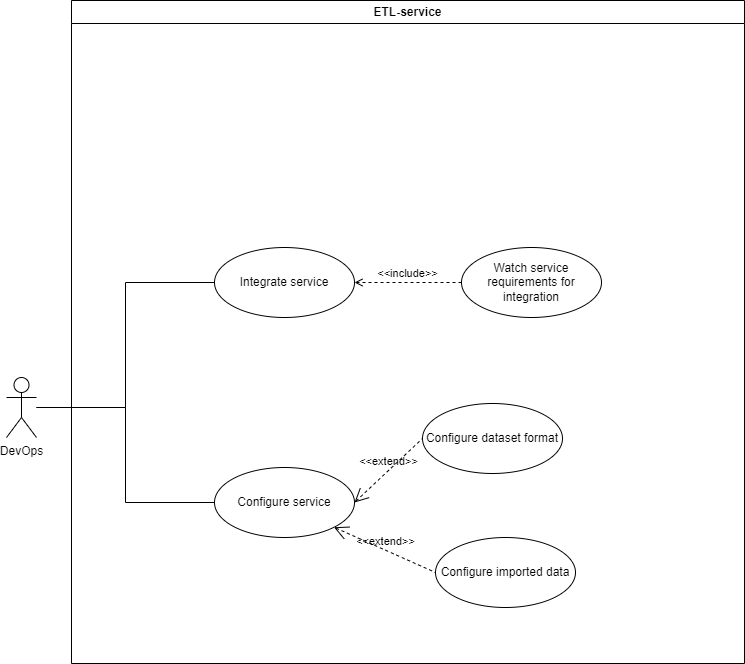 ETL-service
Integrate service
<<include>>
Watch service
requirements for
integration
DevOps
Configure dataset format
<<extend>>
Configure service
<<extend>>
Configure imported data